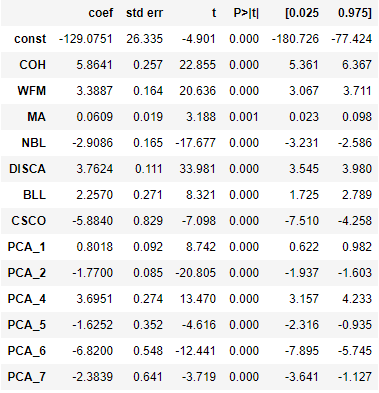 coef std err t P>|t| [0.025 0.975]
const -129.0751 26.335 -4.901 0.000 -180.726 -77.424
COH 5.8641 0.257 22.855 0.000 5.361 6.367
WFM 3.3887 0.164 20.636 0.000 3.067 3.711
MA 0.0609 0.019 3.188 0.001 0.023 0.098
NBL -2.9086 0.165 -17.677 0.000 -3.231 -2.586
DISCA 3.7624 0.111 33.981 0.000 3.545 3.980
BLL 2.2570 0.271 8.321 0.000 1.725 2.789
CSCO -5.8840 0.829 -7.098 0.000 -7.510 -4.258
PCA_1 0.8018 0.092 8.742 0.000 0.622 0.982
PCA_2 -1.7700 0.085 -20.805 0.000 -1.937 -1.603
PCA_4 3.6951 0.274 13.470 0.000 3.157 4.233
PCA_5 -1.6252 0.352 -4.616 0.000 -2.316 -0.935
PCA_6 -6.8200 0.548 -12.441 0.000 -7.895 -5.745
PCA_7 -2.3839 0.641 -3.719 0.000 -3.641 -1.127